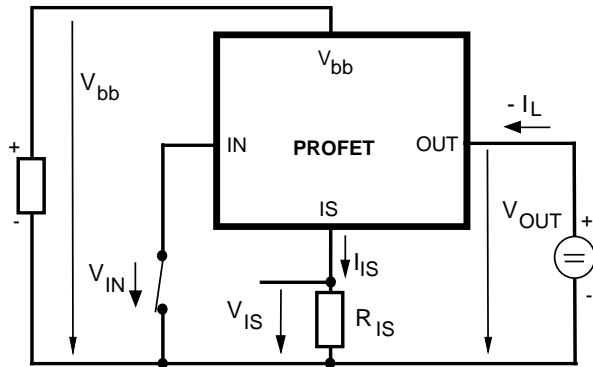 V_bb
V_bb
- I_L
IN
PROFET
OUT
+
IS
-
V_OUT
+
V_IN
I_IS
=
V_IS
R_IS
-